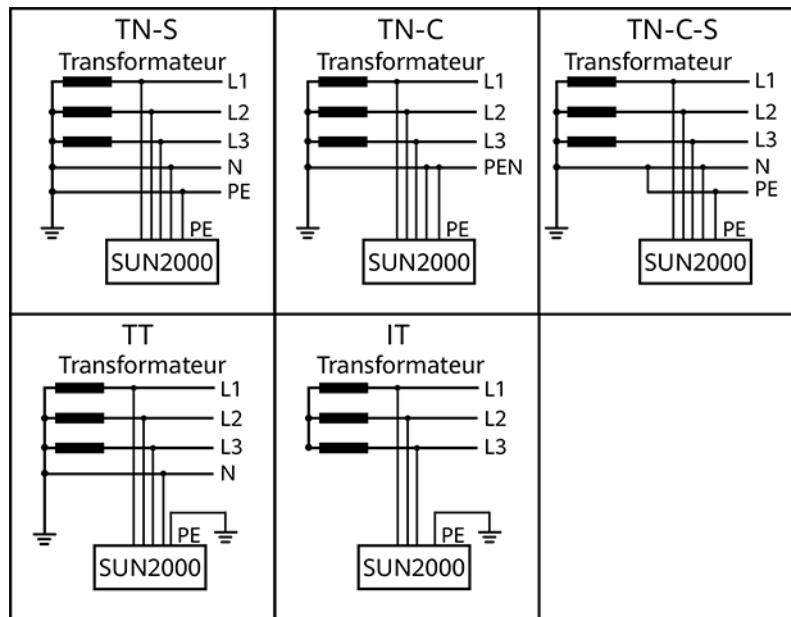 TN-S
Transformateur
L1
L2
L3
N
PE
PE
SUN2000
TN-C
Transformateur
L1
L2
L3
PEN
PE
SUN2000
TN-C-S
Transformateur
L1
L2
L3
N
PE
PE
SUN2000
TT
Transformateur
L1
L2
L3
N
PE
SUN2000
IT
Transformateur
L1
L2
L3
PE
SUN2000